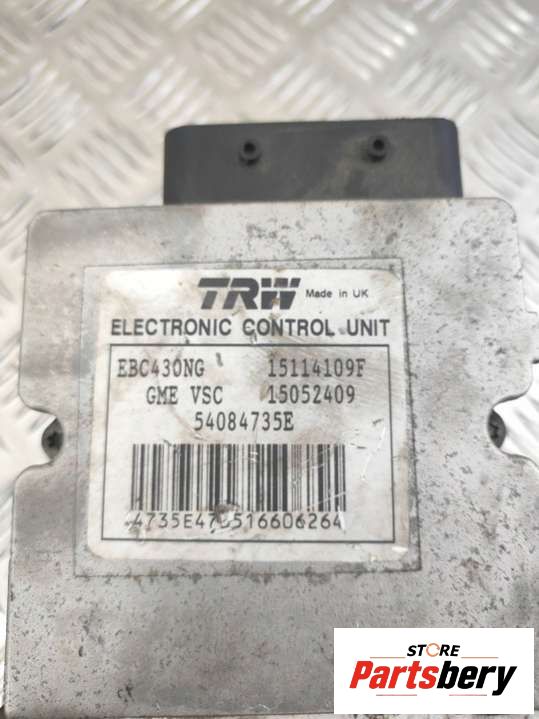 TRW Made in UK
ELECTRONIC CONTROL UNIT
EBC430NG 15114109F
GME VSC 15052409
54084735E
STORE
Partsbery